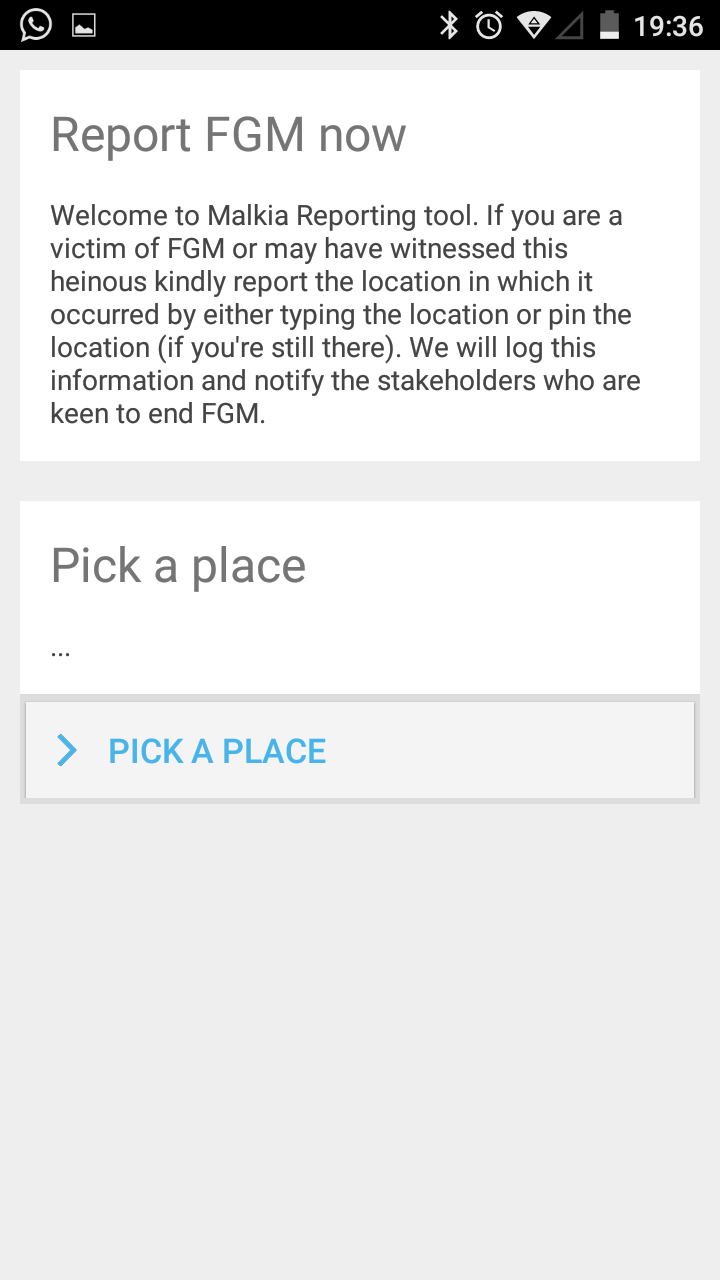 19:36
Report FGM now
Welcome to Malkia Reporting tool. If you are a
victim of FGM or may have witnessed this
heinous kindly report the location in which it
occurred by either typing the location or pin the
location (if you're still there). We will log this
information and notify the stakeholders who are
keen to end FGM.
Pick a place
...
PICK A PLACE